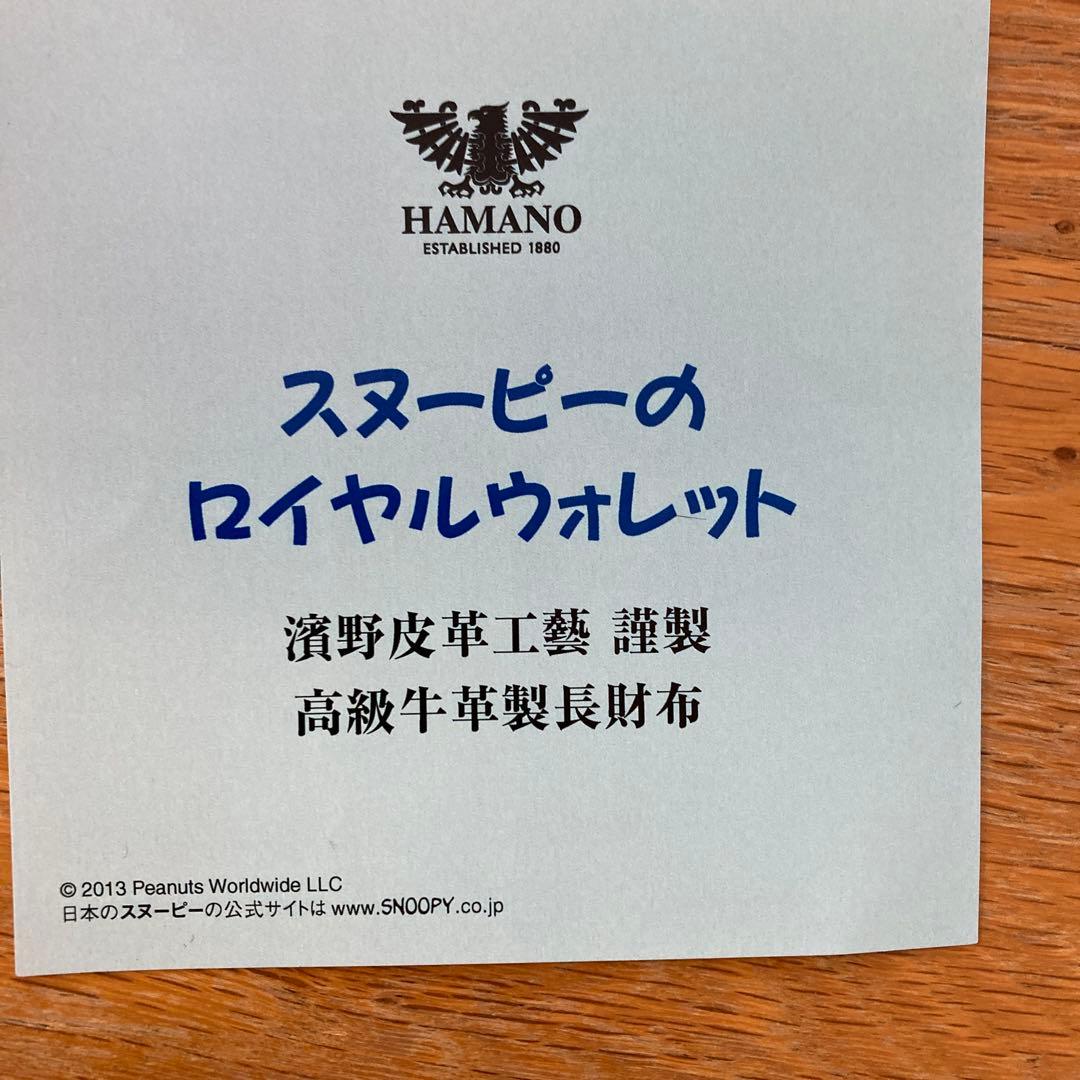 HAMANO
ESTABLISHED 1880
スヌーピーの
ロイヤルウォレット
濱野皮革工藝 謹製
高級牛革製長財布
© 2013 Peanuts Worldwide LLC
日本のスヌーピーの公式サイトは www.SNOOPY.co.jp